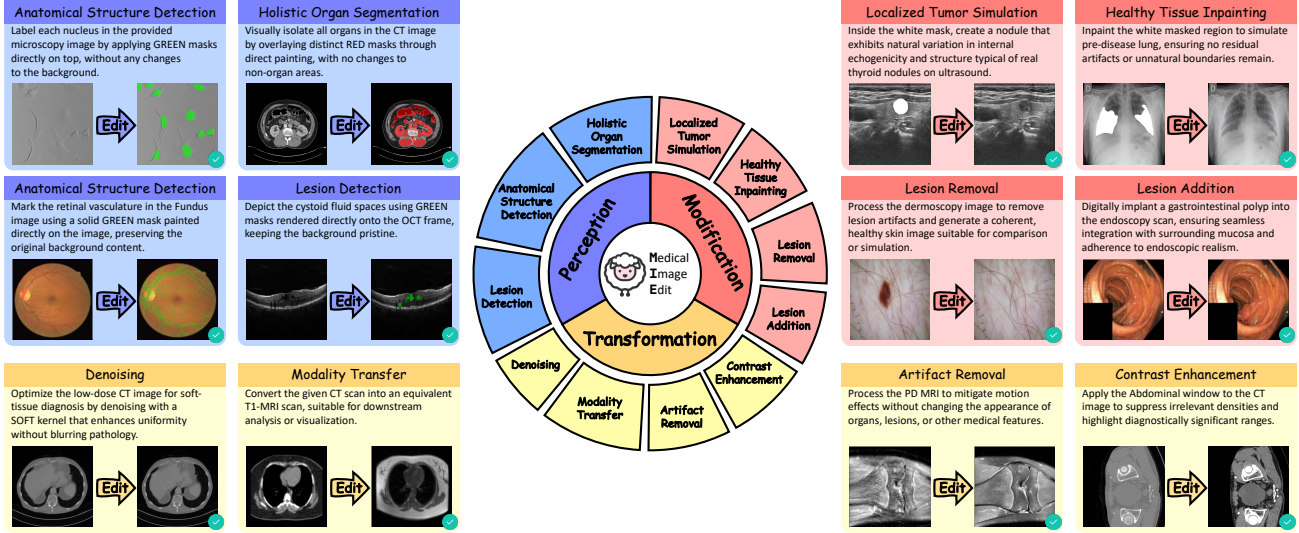 Anatomical Structure Detection
Label each nucleus in the provided
microscopy image by applying GREEN masks
directly on top, without any changes
to the background.
Edit
Holistic Organ Segmentation
Visually isolate all organs in the CT image
by overlaying distinct RED masks through
direct painting, with no changes to
non-organ areas.
Edit
Anatomical Structure Detection
Mark the retinal vasculature in the Fundus
image using a solid GREEN mask painted
directly on the image, preserving the
original background content.
Edit
Lesion Detection
Depict the cystoid fluid spaces using GREEN
masks rendered directly onto the OCT frame,
keeping the background pristine.
Edit
Denoising
Optimize the low-dose CT image for soft-
tissue diagnosis by denoising with a
SOFT kernel that enhances uniformity
without blurring pathology.
Edit
Modality Transfer
Convert the given CT scan into an equivalent
T1-MRI scan, suitable for downstream
analysis or visualization.
Edit
Holistic
Organ
Segmentation
Localized
Tumor
Simulation
Healthy
Tissue
Inpainting
Lesion
Removal
Lesion
Addition
Contrast
Enhancement
Artifact
Removal
Modality
Transfer
Denoising
Lesion
Detection
Anatomical
Structure
Detection
Perception
Modification
Transformation
Medical
Image
Edit
Localized Tumor Simulation
Inside the white mask, create a nodule that
exhibits natural variation in internal
echogenicity and structure typical of real
thyroid nodules on ultrasound.
Edit
Healthy Tissue Inpainting
Inpaint the white masked region to simulate
pre-disease lung, ensuring no residual
artifacts or unnatural boundaries remain.
D
Edit
D
Lesion Removal
Process the dermoscopy image to remove
lesion artifacts and generate a coherent,
healthy skin image suitable for comparison
or simulation.
Edit
Lesion Addition
Digitally implant a gastrointestinal polyp into
the endoscopy scan, ensuring seamless
integration with surrounding mucosa and
adherence to endoscopic realism.
Edit
Artifact Removal
Process the PD MRI to mitigate motion
effects without changing the appearance of
organs, lesions, or other medical features.
Edit
Contrast Enhancement
Apply the Abdominal window to the CT
image to suppress irrelevant densities and
highlight diagnostically significant ranges.
Edit